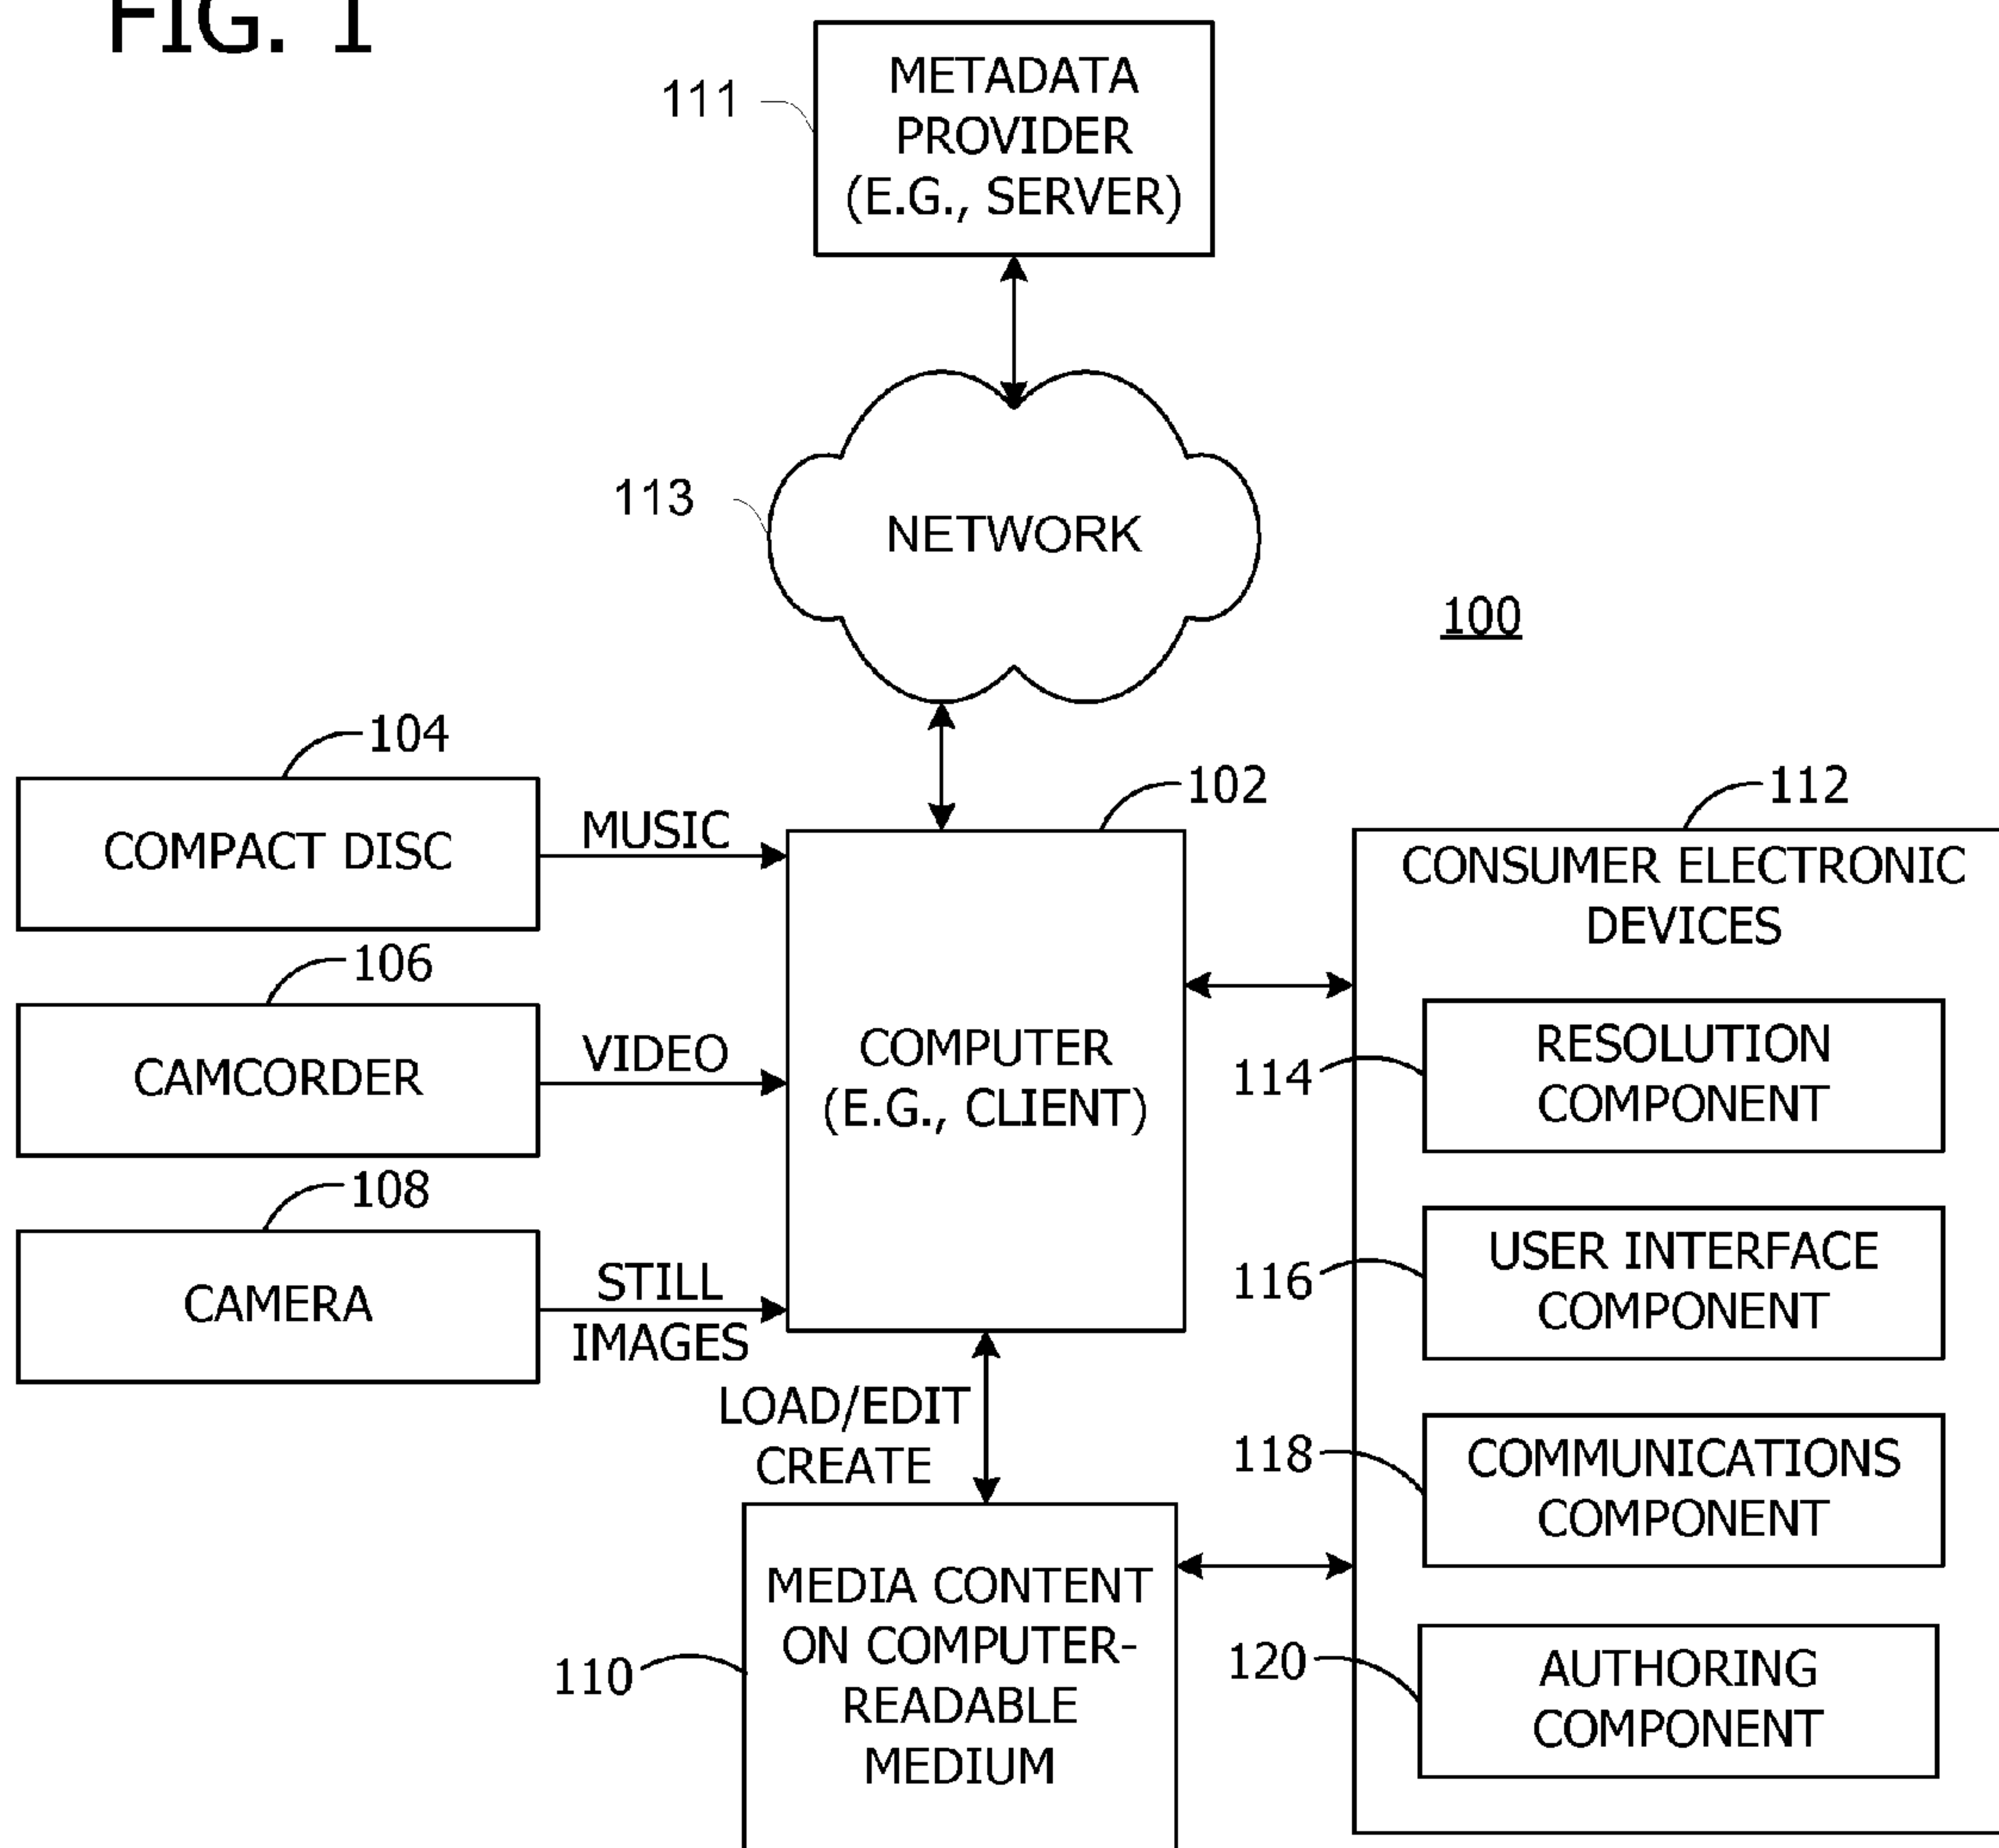 FIG. 1
METADATA
PROVIDER
(E.G., SERVER)
111
NETWORK
113
100
104
COMPACT DISC
MUSIC
106
CAMCORDER
VIDEO
108
CAMERA
STILL
IMAGES
102
COMPUTER
(E.G., CLIENT)
LOAD/EDIT
CREATE
110
MEDIA CONTENT
ON COMPUTER-
READABLE
MEDIUM
112
CONSUMER ELECTRONIC
DEVICES
114
RESOLUTION
COMPONENT
116
USER INTERFACE
COMPONENT
118
COMMUNICATIONS
COMPONENT
120
AUTHORING
COMPONENT